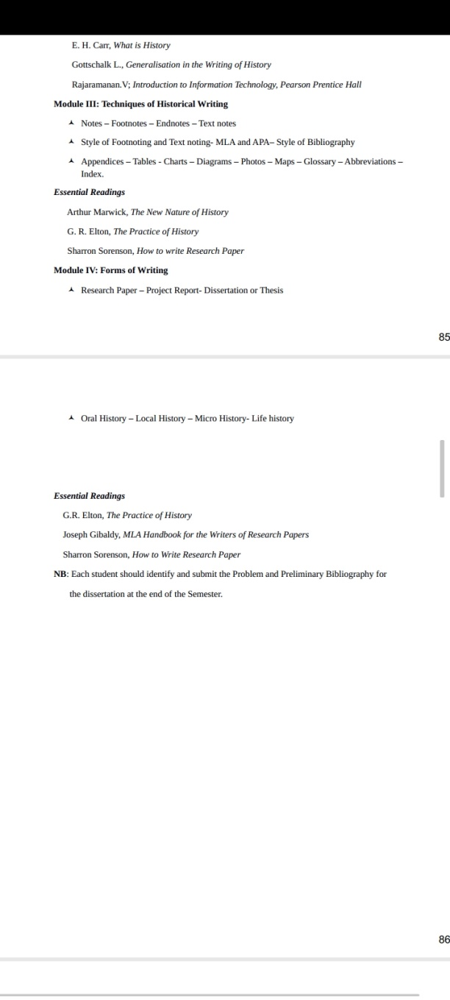 E. H. Carr, What is History
Gottschalk L., Generalisation in the Writing of History
Rajaramanan.V; Introduction to Information Technology, Pearson Prentice Hall
Module III: Techniques of Historical Writing
Notes – Footnotes – Endnotes – Text notes
Style of Footnoting and Text noting- MLA and APA– Style of Bibliography
Appendices – Tables - Charts – Diagrams – Photos – Maps – Glossary – Abbreviations –
Index.
Essential Readings
Arthur Marwick, The New Nature of History
G. R. Elton, The Practice of History
Sharron Sorenson, How to write Research Paper
Module IV: Forms of Writing
Research Paper – Project Report- Dissertation or Thesis
85
Oral History – Local History – Micro History- Life history
Essential Readings
G.R. Elton, The Practice of History
Joseph Gibaldy, MLA Handbook for the Writers of Research Papers
Sharron Sorenson, How to Write Research Paper
NB: Each student should identify and submit the Problem and Preliminary Bibliography for
the dissertation at the end of the Semester.
86